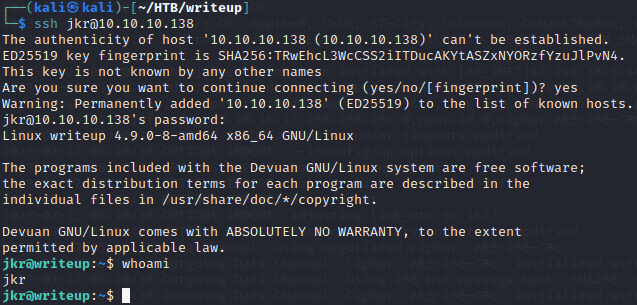 ┌──(kali㉿kali)-[~/HTB/writeup]
└─$ ssh jkr@10.10.10.138
The authenticity of host '10.10.10.138 (10.10.10.138)' can't be established.
ED25519 key fingerprint is SHA256:TRwEhcL3WcCSS2iITDucAKYtASZxNYORzfYzuJlPvN4.
This key is not known by any other names
Are you sure you want to continue connecting (yes/no/[fingerprint])? yes
Warning: Permanently added '10.10.10.138' (ED25519) to the list of known hosts.
jkr@10.10.10.138's password:
Linux writeup 4.9.0-8-amd64 x86_64 GNU/Linux
The programs included with the Devuan GNU/Linux system are free software;
the exact distribution terms for each program are described in the
individual files in /usr/share/doc/*/copyright.
Devuan GNU/Linux comes with ABSOLUTELY NO WARRANTY, to the extent
permitted by applicable law.
jkr@writeup:~$ whoami
jkr
jkr@writeup:~$